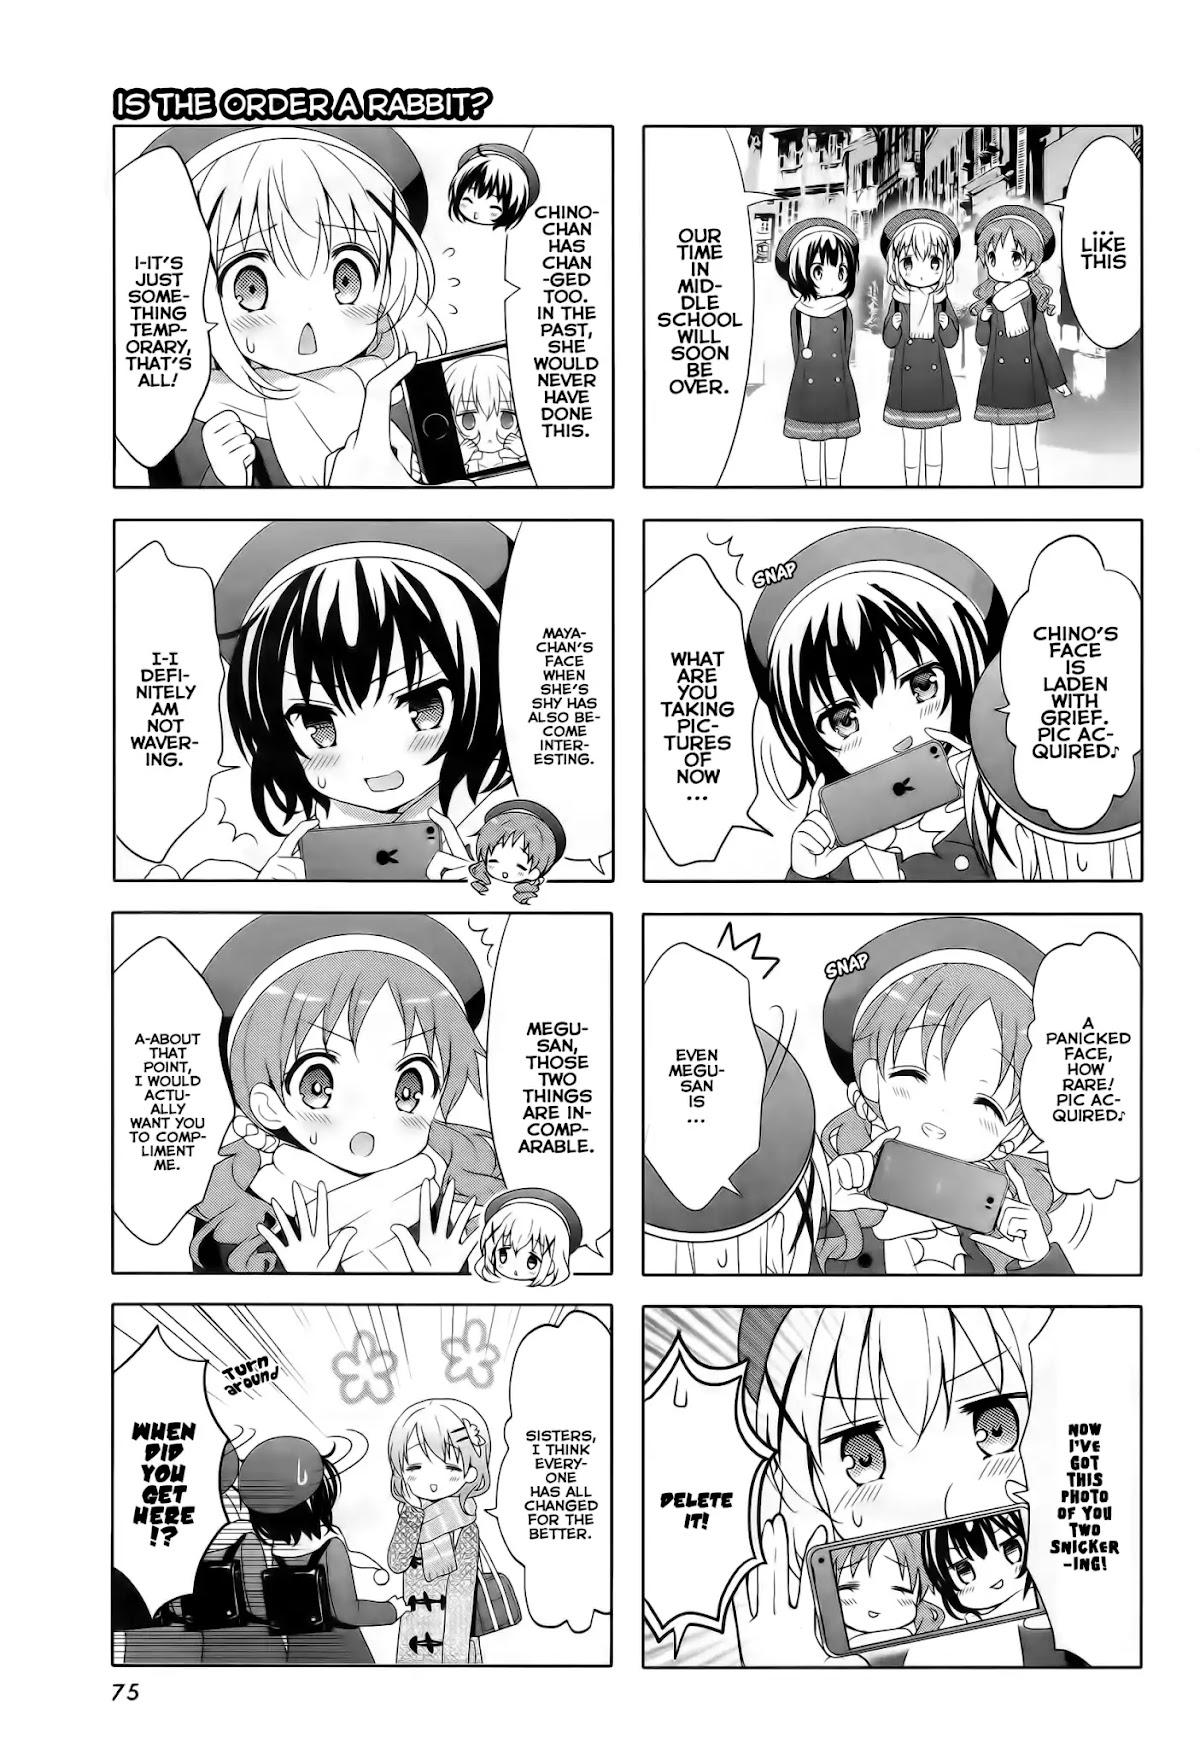 IS THE ORDER A RABBIT?
...
LIKE
THIS
OUR
TIME IN
MID-
DLE
SCHOOL
WILL
SOON
BE
OVER.
CHINO'S
FACE IS
LADEN
WITH
GRIEF.
PIC AC-
QUIRED♪
SNAP
WHAT
ARE
YOU
TAKING
PIC-
TURES
OF
NOW
...
A
PANICKED
FACE,
HOW
RARE!
PIC AC-
QUIRED♪
SNAP
EVEN
MEGU-
SAN
IS
...
NOW
I'VE
GOT
THIS
PHOTO
OF YOU
TWO
SNICKER
-ING!
DELETE
IT!
CHINO-
CHAN
HAS
CHAN
-GED
TOO.
IN THE
PAST,
SHE
WOULD
NEVER
HAVE
DONE
THIS.
I-IT'S
JUST
SOME-
THING
TEMP-
ORARY,
THAT'S
ALL!
MAYA-
CHAN'S
FACE
WHEN
SHE'S
SHY HAS
ALSO BE-
COME
INTER-
ESTING.
I-I
DEFI-
NITELY
AM
NOT
WAVER-
ING.
MEGU-
SAN,
THOSE
TWO
THINGS
ARE IN-
COMP-
ARABLE.
A-ABOUT
THAT
POINT,
I WOULD
ACTU-
ALLY
WANT YOU
TO COMP-
LIMENT
ME.
SISTERS,
I THINK
EVERY-
ONE
HAS ALL
CHANGED
FOR THE
BETTER.
TURN
AROUND
WHEN
DID
YOU
GET
HERE
!?
75